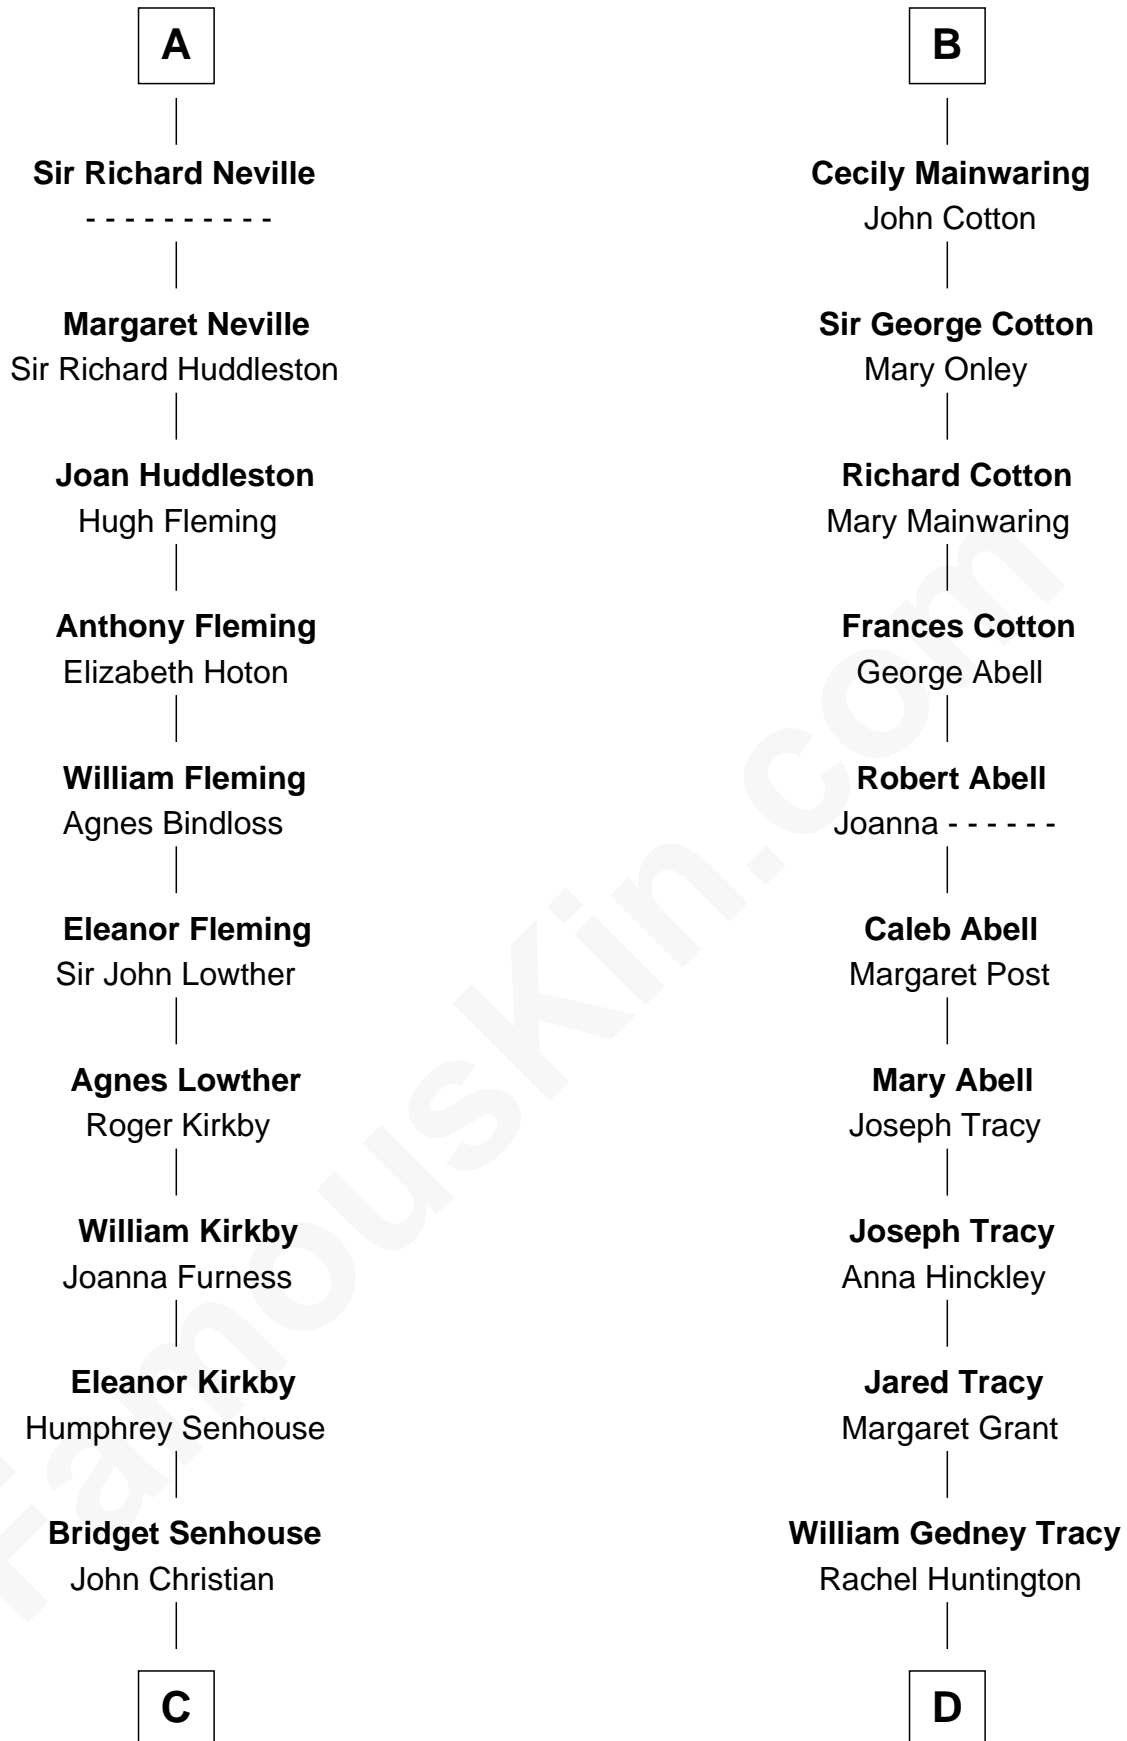 A
Sir Richard Neville
- - - - - - - - - -
Margaret Neville
Sir Richard Huddleston
Joan Huddleston
Hugh Fleming
Anthony Fleming
Elizabeth Hoton
William Fleming
Agnes Bindloss
Eleanor Fleming
Sir John Lowther
Agnes Lowther
Roger Kirkby
William Kirkby
Joanna Furness
Eleanor Kirkby
Humphrey Senhouse
Bridget Senhouse
John Christian
C
B
Cecily Mainwaring
John Cotton
Sir George Cotton
Mary Onley
Richard Cotton
Mary Mainwaring
Frances Cotton
George Abell
Robert Abell
Joanna - - - - - -
Caleb Abell
Margaret Post
Mary Abell
Joseph Tracy
Joseph Tracy
Anna Hinckley
Jared Tracy
Margaret Grant
William Gedney Tracy
Rachel Huntington
D
FamousKin.com